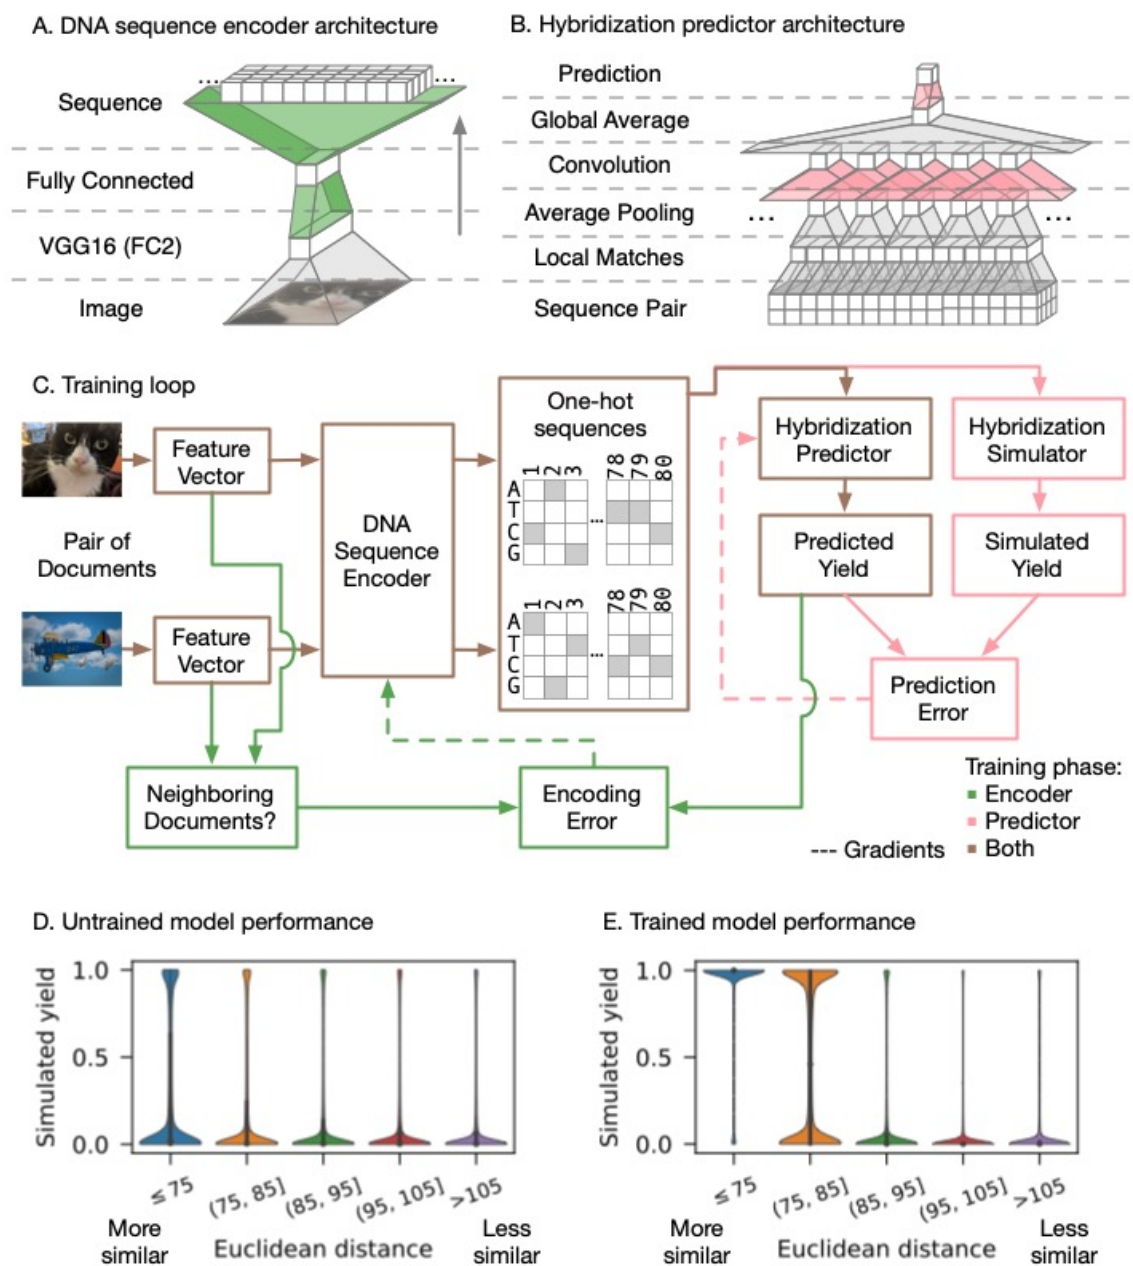 A. DNA sequence encoder architecture
...
...
Sequence
Fully Connected
VGG16 (FC2)
Image
B. Hybridization predictor architecture
Prediction
Global Average
Convolution
Average Pooling
...
...
Local Matches
Sequence Pair
C. Training loop
Pair of
Documents
Feature
Vector
Feature
Vector
DNA
Sequence
Encoder
One-hot
sequences
1 2 3 78 79 80
A
T
C
G
...
1 2 3 78 79 80
A
T
C
G
...
Hybridization
Predictor
Hybridization
Simulator
Predicted
Yield
Simulated
Yield
Prediction
Error
Neighboring
Documents?
Encoding
Error
Training phase:
Encoder
Predictor
--- Gradients
Both
D. Untrained model performance
Simulated yield
1.0
0.5
0.0
≤75
(75, 85]
(85, 95]
(95, 105]
>105
More
similar
Euclidean distance
Less
similar
E. Trained model performance
Simulated yield
1.0
0.5
0.0
≤75
(75, 85]
(85, 95]
(95, 105]
>105
More
similar
Euclidean distance
Less
similar